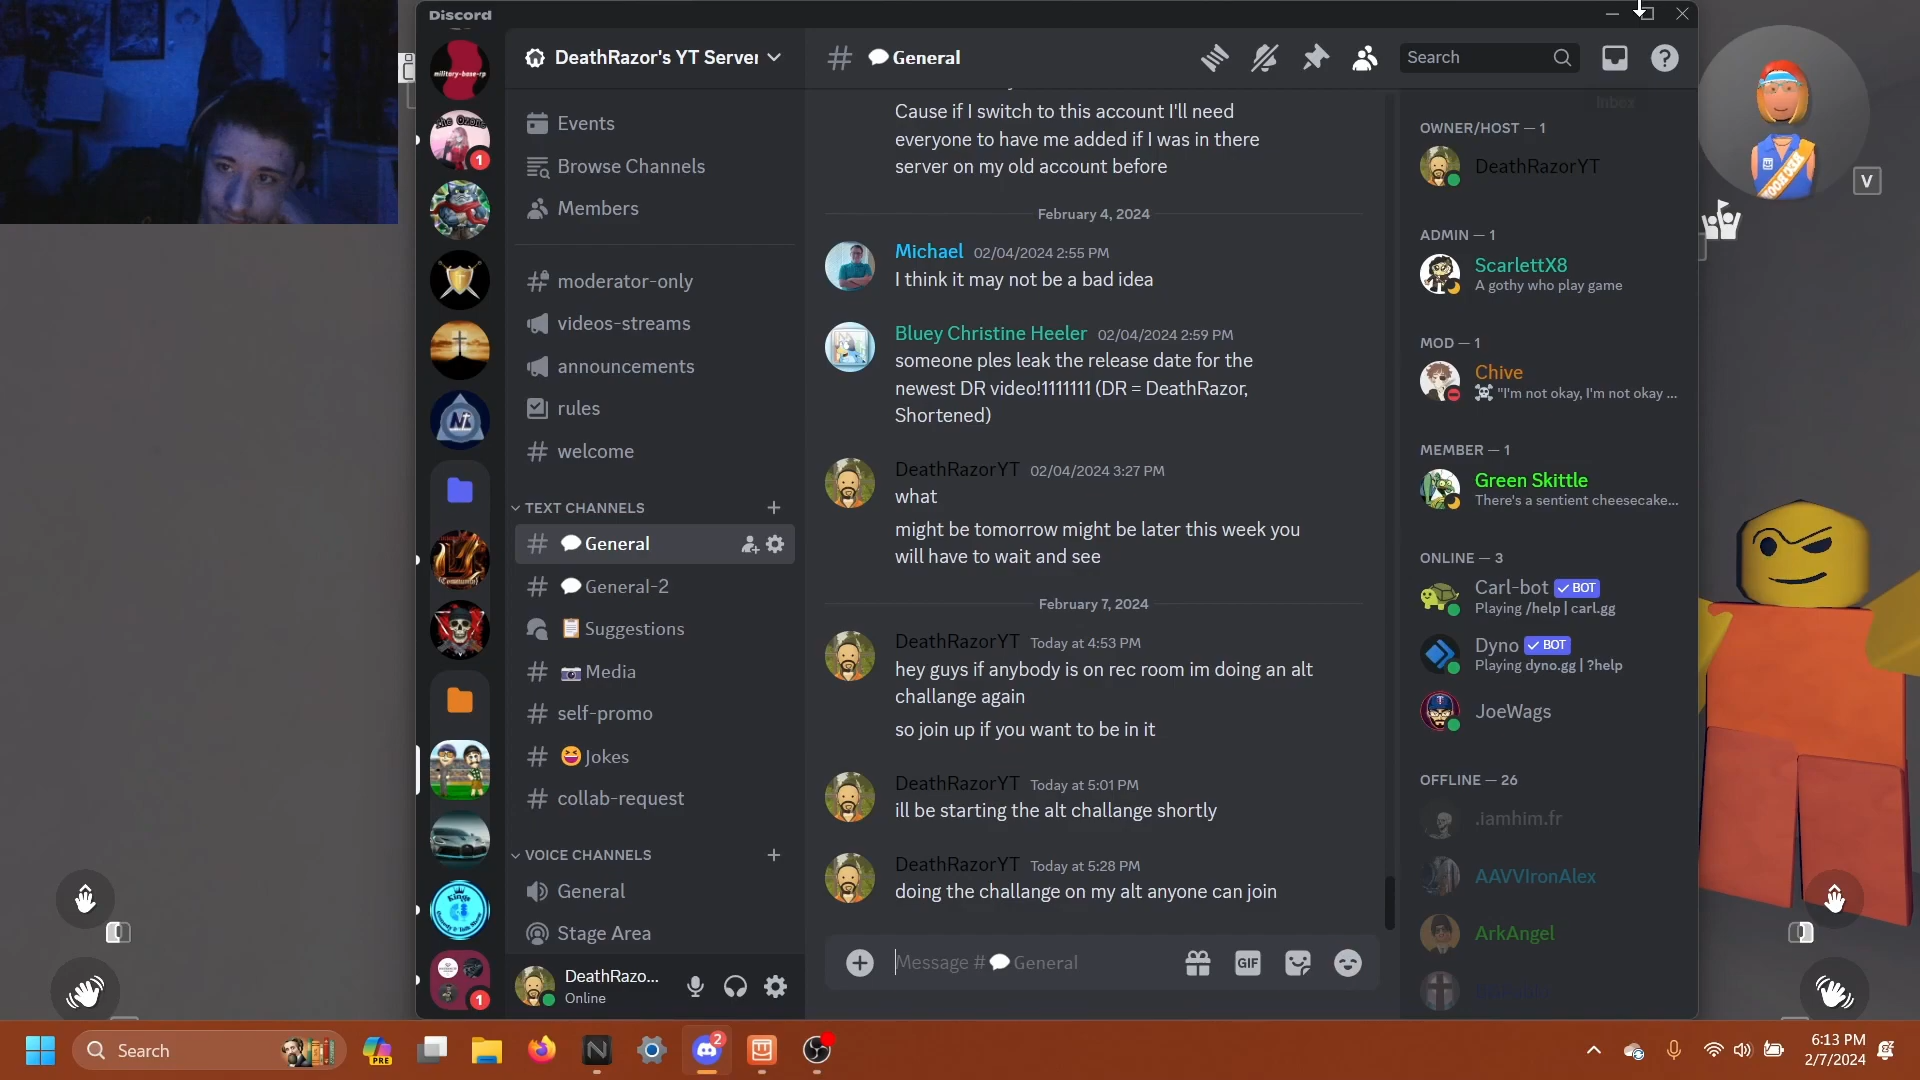 Discord
DeathRazor's YT Server
General
Search
Inbox
Events
Browse Channels
Members
moderator-only
videos-streams
announcements
rules
welcome
TEXT CHANNELS
General
General-2
Suggestions
Media
self-promo
Jokes
collab-request
VOICE CHANNELS
General
Stage Area
DeathRazo...
Online
military-base-rp
The Ozone
1
1
Cause if I switch to this account I'll need
everyone to have me added if I was in there
server on my old account before
February 4, 2024
Michael 02/04/2024 2:55 PM
I think it may not be a bad idea
Bluey Christine Heeler 02/04/2024 2:59 PM
someone ples leak the release date for the
newest DR video!1111111 (DR = DeathRazor,
Shortened)
DeathRazorYT 02/04/2024 3:27 PM
what
might be tomorrow might be later this week you
will have to wait and see
February 7, 2024
DeathRazorYT Today at 4:53 PM
hey guys if anybody is on rec room im doing an alt
challange again
so join up if you want to be in it
DeathRazorYT Today at 5:01 PM
ill be starting the alt challange shortly
DeathRazorYT Today at 5:28 PM
doing the challange on my alt anyone can join
Message # General
GIF
OWNER/HOST — 1
DeathRazorYT
ADMIN — 1
ScarlettX8
A gothy who play game
MOD — 1
Chive
"I'm not okay, I'm not okay ...
MEMBER — 1
Green Skittle
There's a sentient cheesecake...
ONLINE — 3
Carl-bot BOT
Playing /help | carl.gg
Dyno BOT
Playing dyno.gg | ?help
JoeWags
OFFLINE — 26
.iamhim.fr
AAVVIronAlex
ArkAngel
V
Search
PRE
2
6:13 PM
2/7/2024